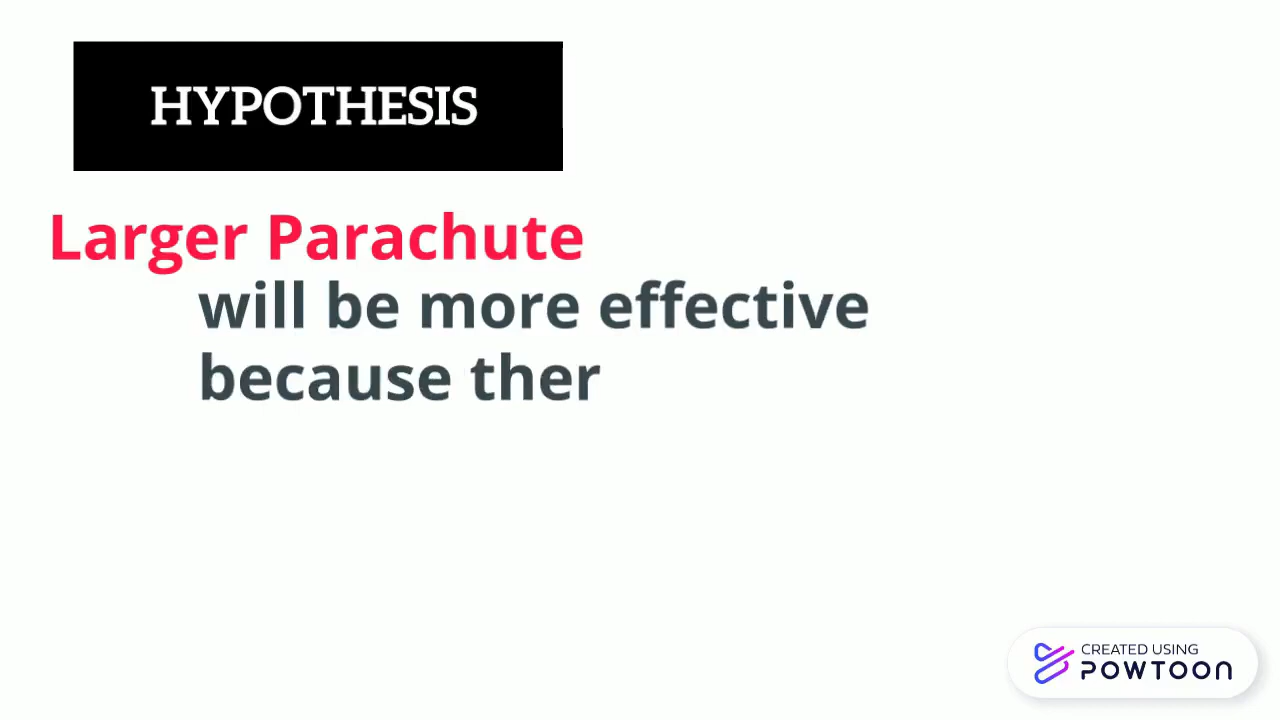 HYPOTHESIS
Larger Parachute
will be more effective
because ther
CREATED USING
POWTOON